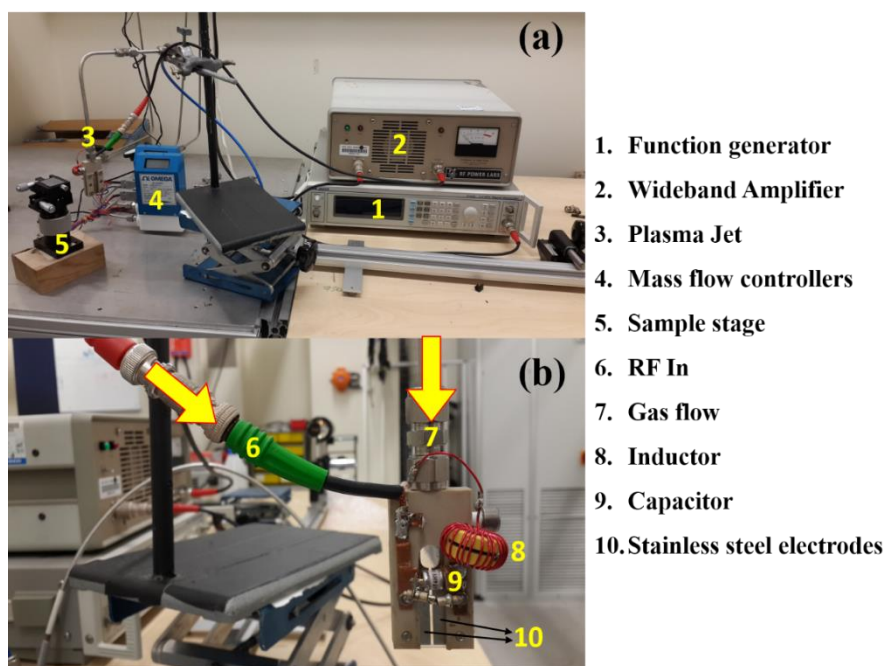 (a)
3
2
RF POWER LABS
ΩOMEGA
4
1
5
(b)
6
7
8
9
10
1. Function generator
2. Wideband Amplifier
3. Plasma Jet
4. Mass flow controllers
5. Sample stage
6. RF In
7. Gas flow
8. Inductor
9. Capacitor
10. Stainless steel electrodes